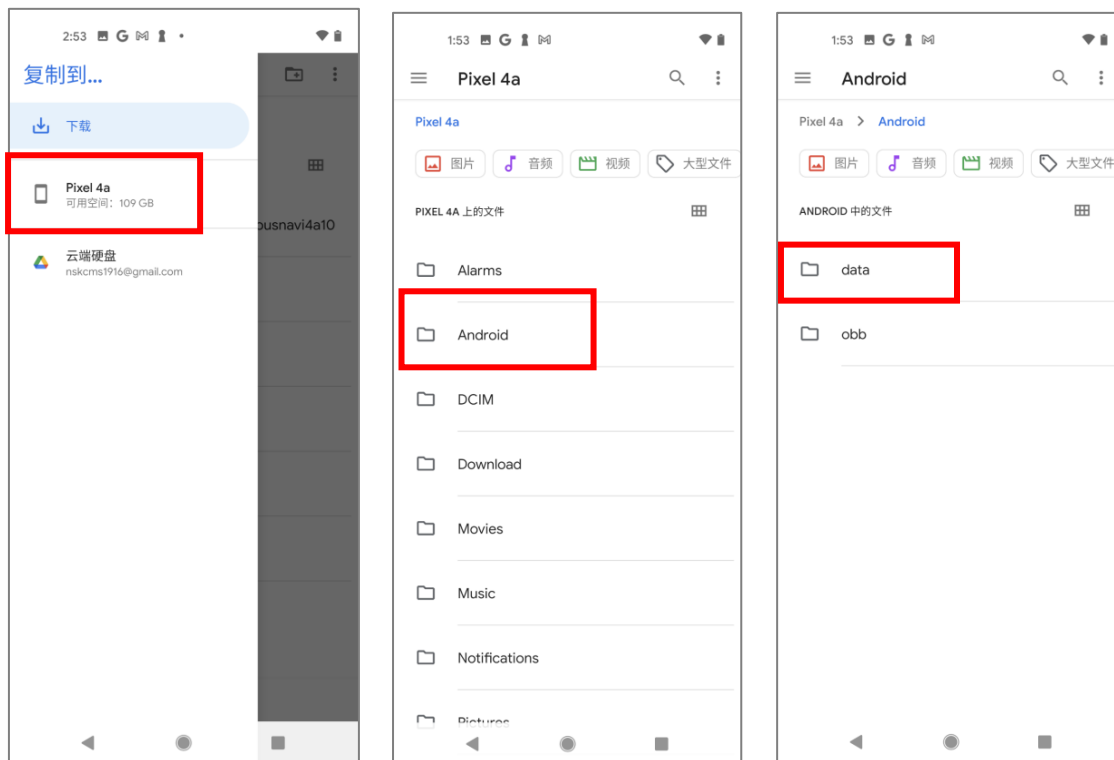 2:53
复制到...
下载
Pixel 4a
可用空间：109 GB
ousnavi4a10
云端硬盘
nskcms1916@gmail.com
1:53
Pixel 4a
Pixel 4a
图片
音频
视频
大型文件
PIXEL 4A 上的文件
Alarms
Android
DCIM
Download
Movies
Music
Notifications
Pictures
1:53
Android
Pixel 4a > Android
图片
音频
视频
大型文件
ANDROID 中的文件
data
obb